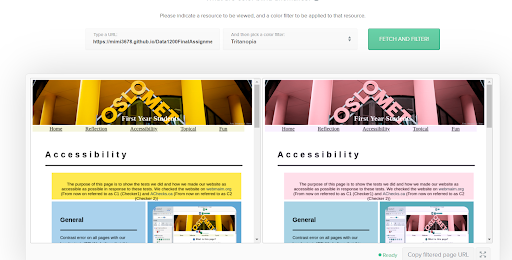 Please indicate a resource to be viewed, and a color filter to be applied to that resource.
Type a URL
And then pick a color filter
https://mimi3678.github.io/Data1200FinalAssignme
Tritanopia
FETCH AND FILTER!
OSLOMET
First Year Students
Home Reflection Accessibility Topical Fun
Accessibility
The purpose of this page is to show the tests we did and how we made our website as
accessible as possible in response to these tests. We checked the website on webtoain.org
(From now on referred to as C1 (Checker1) and AChecks.ca,(From now on referred to as C2
(Checker 2))
General
Contrast error on all pages with our
OSLOMET
First Year Students
Home Reflection Accessibility Topical Fun
Accessibility
The purpose of this page is to show the tests we did and how we made our website as
accessible as possible in response to these tests. We checked the website on
(From now on referred to as C1 (Checker1) and AChecks.ca,(From now on referred to as C2
(Checker 2))
General
Contrast error on all pages with our
Ready
Copy filtered page URL